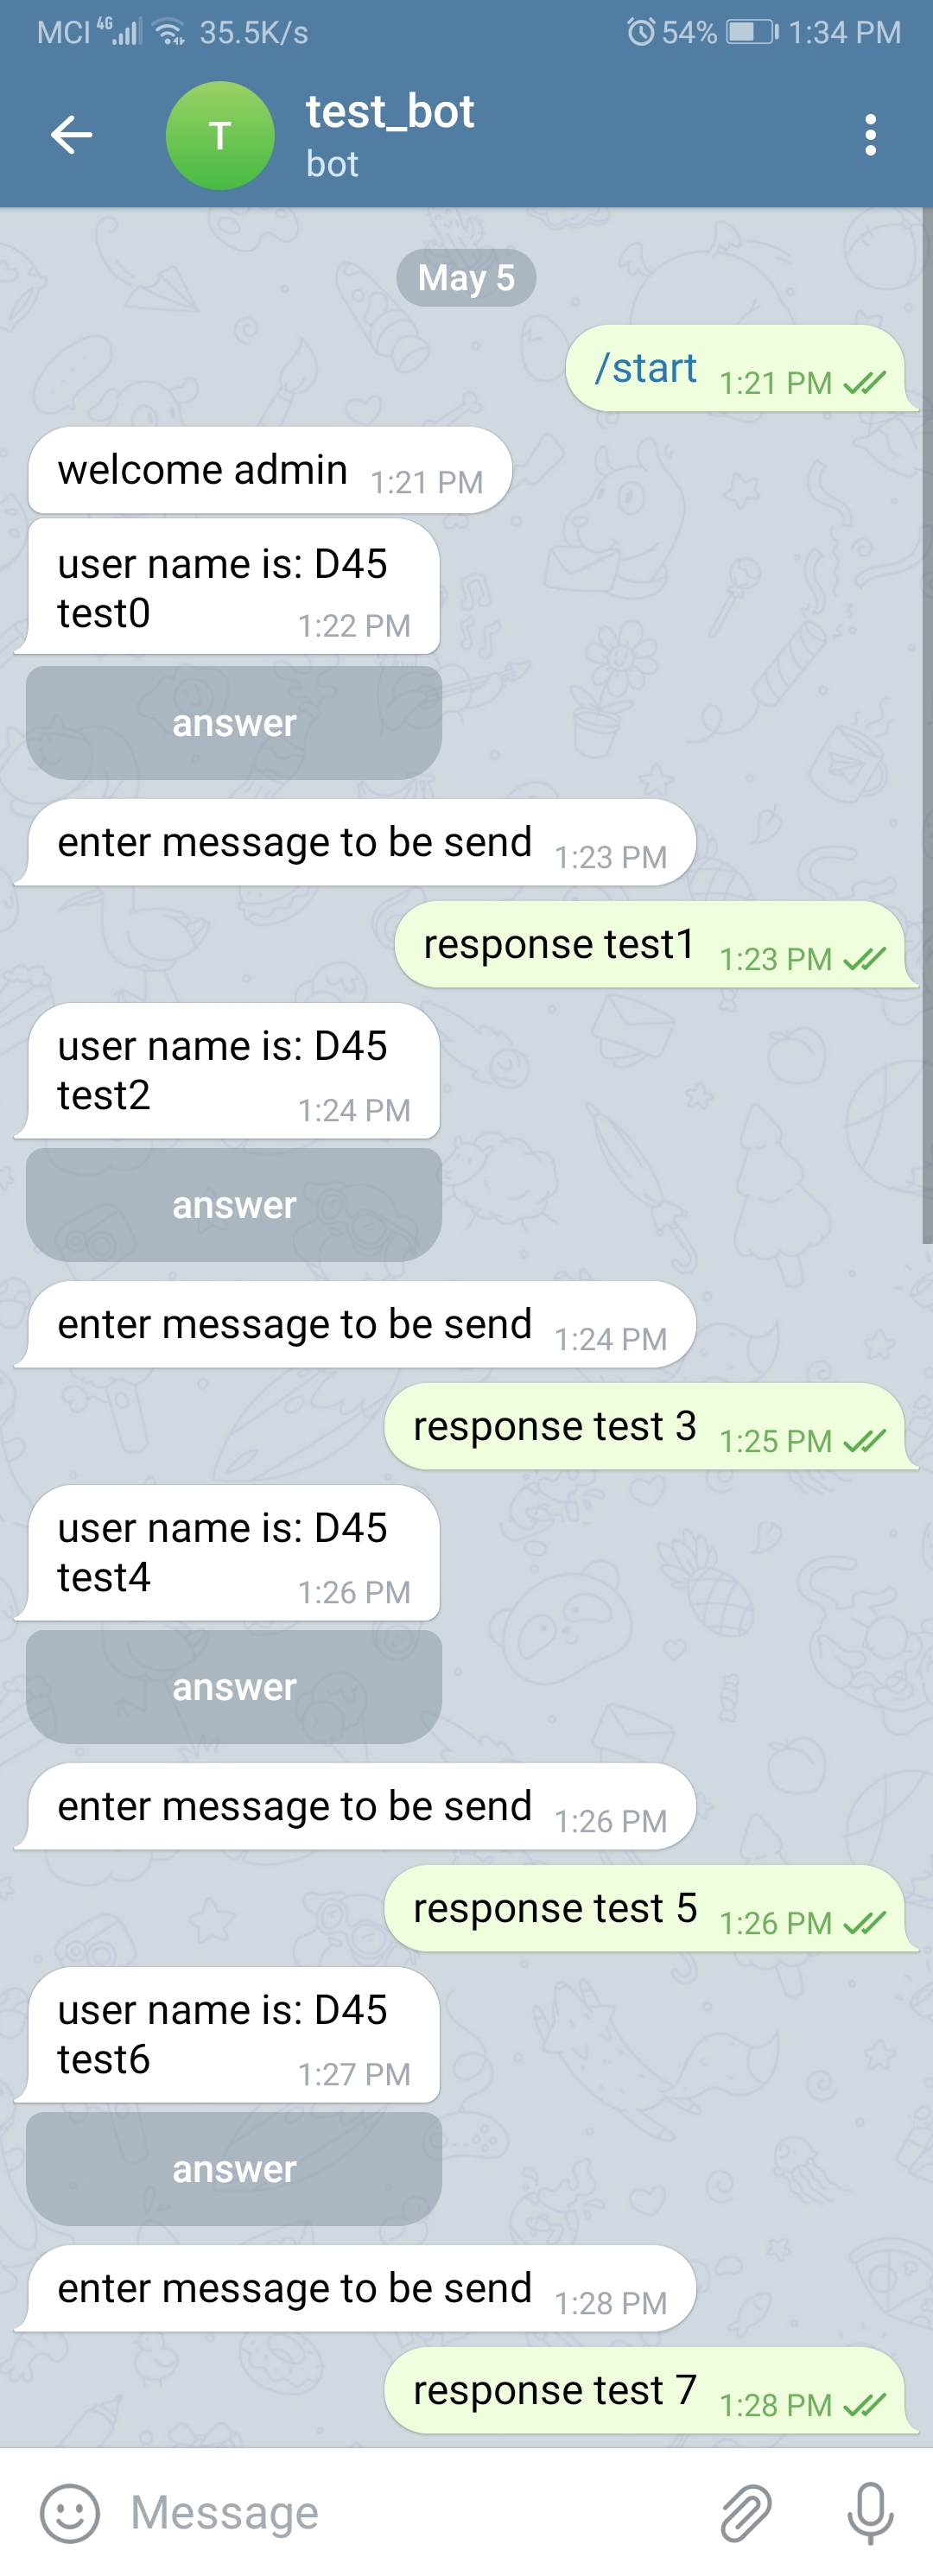 MCI 4G 35.5K/s 54% 1:34 PM
T
test_bot
bot
May 5
/start 1:21 PM
welcome admin 1:21 PM
user name is: D45
test0 1:22 PM
answer
enter message to be send 1:23 PM
response test1 1:23 PM
user name is: D45
test2 1:24 PM
answer
enter message to be send 1:24 PM
response test 3 1:25 PM
user name is: D45
test4 1:26 PM
answer
enter message to be send 1:26 PM
response test 5 1:26 PM
user name is: D45
test6 1:27 PM
answer
enter message to be send 1:28 PM
response test 7 1:28 PM
Message